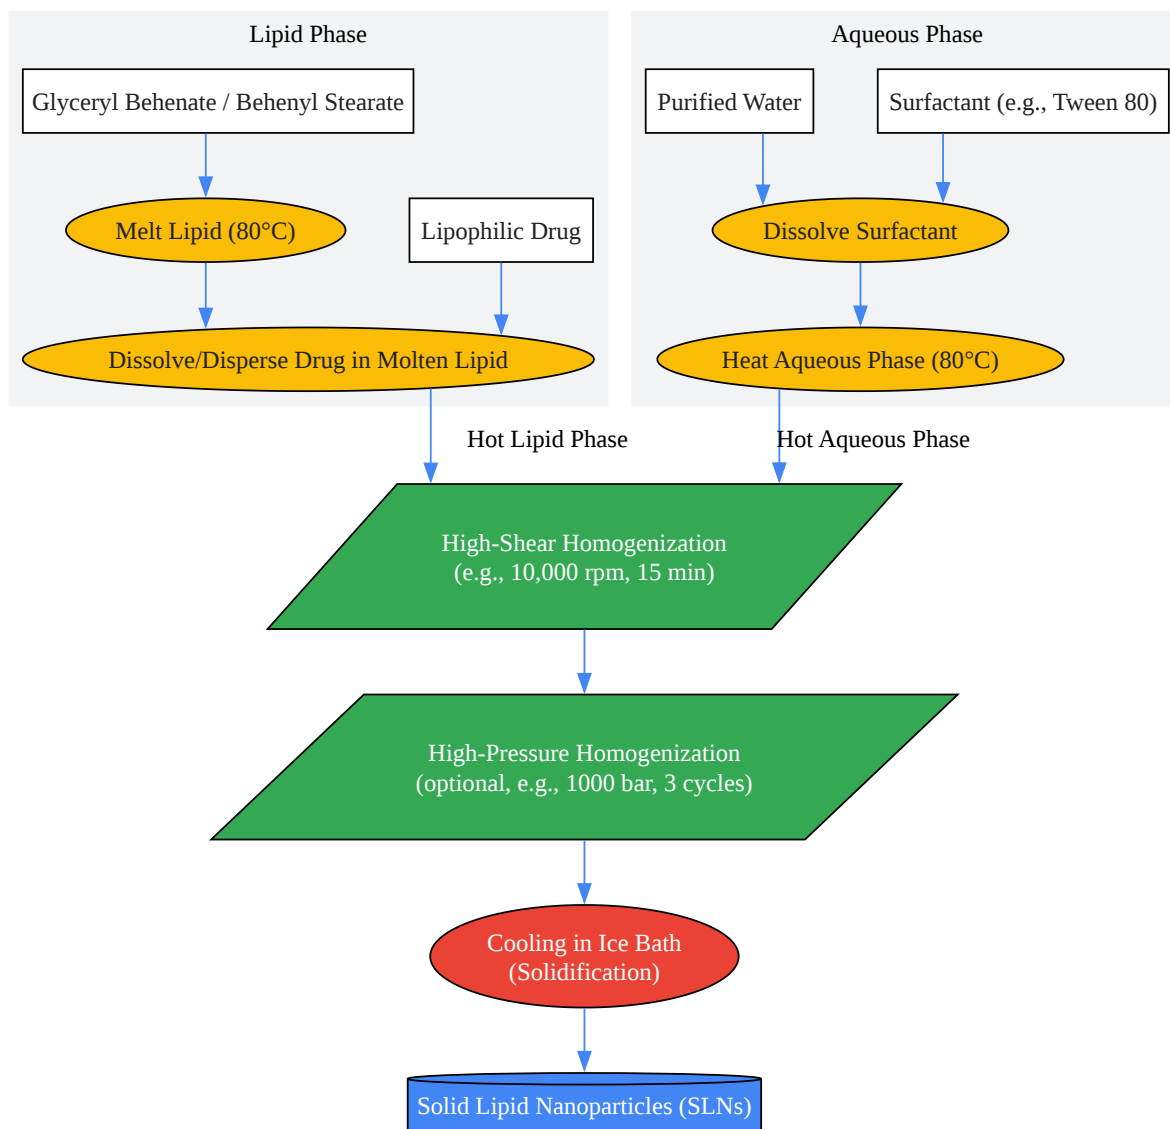 Lipid Phase
Aqueous Phase
Glyceryl Behenate / Behenyl Stearate
Purified Water
Surfactant (e.g., Tween 80)
Melt Lipid (80°C)
Lipophilic Drug
Dissolve Surfactant
Dissolve/Disperse Drug in Molten Lipid
Heat Aqueous Phase (80°C)
Hot Lipid Phase
Hot Aqueous Phase
High-Shear Homogenization
(e.g., 10,000 rpm, 15 min)
High-Pressure Homogenization
(optional, e.g., 1000 bar, 3 cycles)
Cooling in Ice Bath
(Solidification)
Solid Lipid Nanoparticles (SLNs)